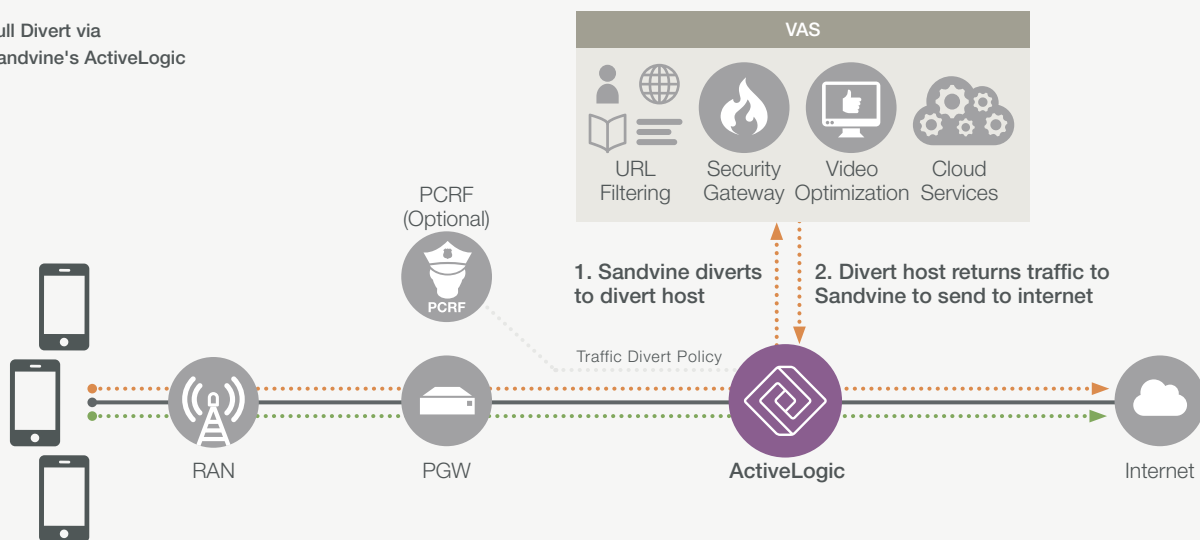 ull Divert via
andvine's ActiveLogic
VAS
URL
Filtering
Security
Gateway
Video
Optimization
Cloud
Services
PCRF
(Optional)
PCRF
1. Sandvine diverts
to divert host
2. Divert host returns traffic to
Sandvine to send to internet
Traffic Divert Policy
RAN
PGW
ActiveLogic
Internet